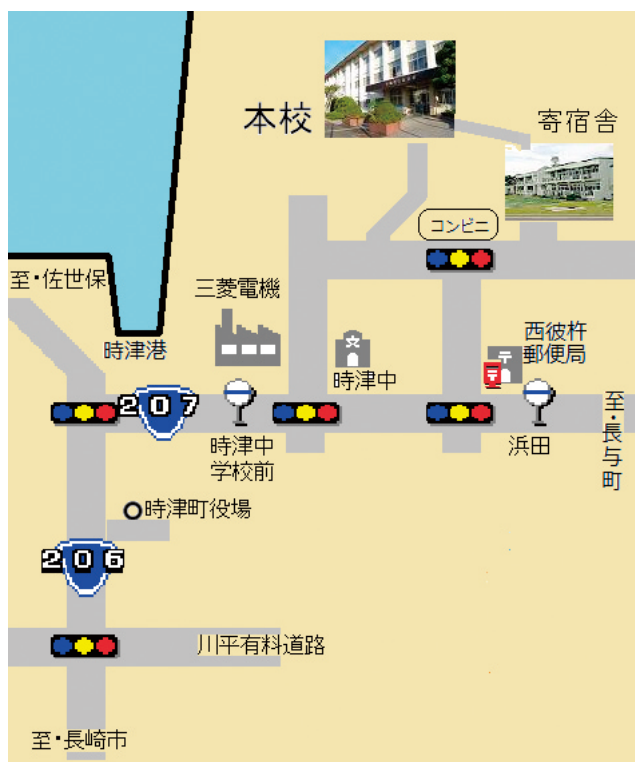 本校
寄宿舎
コンビニ
至・佐世保
三菱電機
時津港
西彼杵
郵便局
時津中
207
時津中
学校前
浜田
至・長与町
時津町役場
206
川平有料道路
至・長崎市